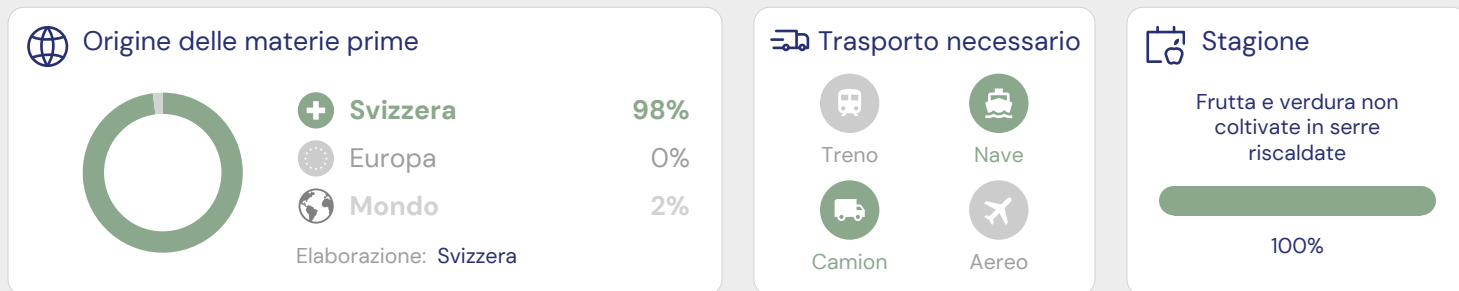 Origine delle materie prime
Svizzera 98%
Europa 0%
Mondo 2%
Elaborazione: Svizzera
Trasporto necessario
Treno
Nave
Camion
Aereo
Stagione
Frutta e verdura non
coltivate in serre
riscaldate
100%